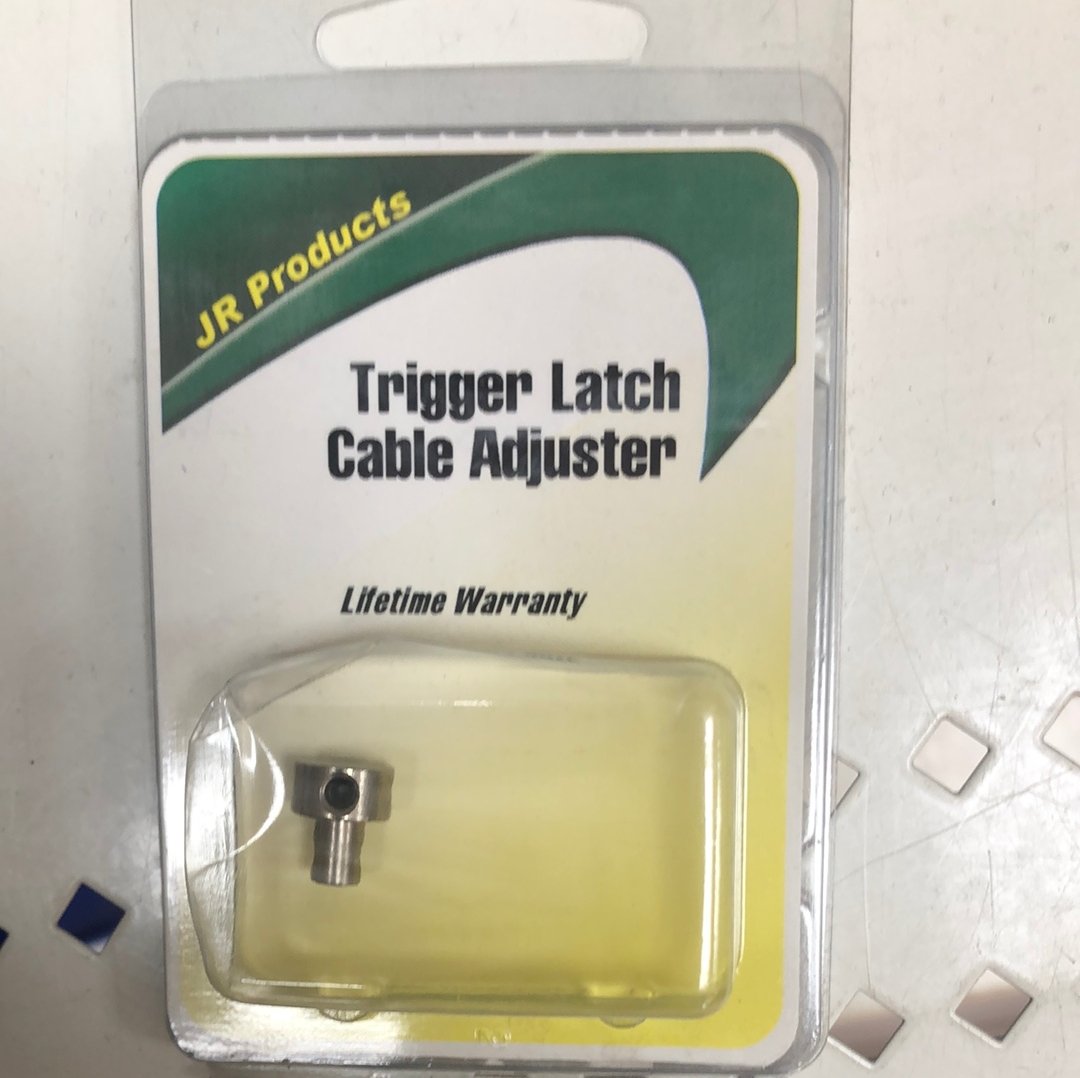 JR Products
Trigger Latch
Cable Adjuster
Lifetime Warranty